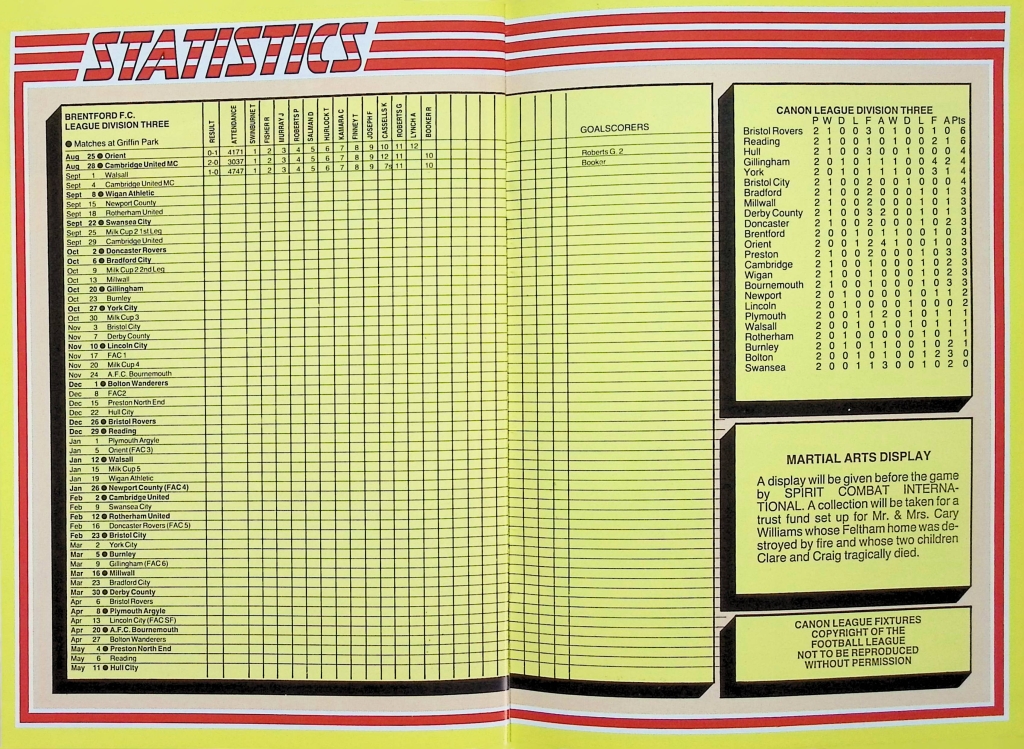 STATISTICS
BRENTFORD F.C.
LEAGUE DIVISION THREE
● Matches at Griffin Park
RESULT
ATTENDANCE
SWINBURNE T
FISHER R
MURRAY J
ROBERTS P
SALMAN D
HURLOCK T
KAMARA C
FINNEY T
JOSEPH F
CASSELLS K
ROBERTS G
LYNCH A
BOOKER R
GOALSCORERS
Aug 25 ● Orient 0-1 4171 1 2 3 4 5 6 7 8 9 10 11 12
Aug 28 ● Cambridge United MC 2-0 3037 1 2 3 4 5 6 7 8 9 12 11 10 Roberts G. 2
Sept 1 Walsall 1-0 4747 1 2 3 4 5 6 7 8 9 7s 11 10 Booker
Sept 4 Cambridge United MC
Sept 8 ● Wigan Athletic
Sept 15 Newport County
Sept 18 Rotherham United
Sept 22 ● Swansea City
Sept 25 Milk Cup 2 1st Leg
Sept 29 Cambridge United
Oct 2 ● Doncaster Rovers
Oct 6 ● Bradford City
Oct 9 Milk Cup 2 2nd Leg
Oct 13 Millwall
Oct 20 ● Gillingham
Oct 23 Burnley
Oct 27 ● York City
Oct 30 Milk Cup 3
Nov 3 Bristol City
Nov 7 Derby County
Nov 10 ● Lincoln City
Nov 17 FAC 1
Nov 20 Milk Cup 4
Nov 24 A.F.C. Bournemouth
Dec 1 ● Bolton Wanderers
Dec 8 FAC2
Dec 15 Preston North End
Dec 22 Hull City
Dec 26 ● Bristol Rovers
Dec 29 ● Reading
Jan 1 Plymouth Argyle
Jan 5 Orient (FAC 3)
Jan 12 ● Walsall
Jan 15 Milk Cup 5
Jan 19 Wigan Athletic
Jan 26 ● Newport County (FAC 4)
Feb 2 ● Cambridge United
Feb 9 Swansea City
Feb 12 ● Rotherham United
Feb 16 Doncaster Rovers (FAC 5)
Feb 23 ● Bristol City
Mar 2 York City
Mar 5 ● Burnley
Mar 9 Gillingham (FAC 6)
Mar 16 ● Millwall
Mar 23 Bradford City
Mar 30 ● Derby County
Apr 6 Bristol Rovers
Apr 8 ● Plymouth Argyle
Apr 13 Lincoln City (FAC SF)
Apr 20 ● A.F.C. Bournemouth
Apr 27 Bolton Wanderers
May 4 ● Preston North End
May 6 Reading
May 11 ● Hull City
CANON LEAGUE DIVISION THREE
P W D L F A W D L F A Pts
Bristol Rovers 2 1 0 0 3 0 1 0 0 1 0 6
Reading 2 1 0 0 1 0 1 0 0 2 1 6
Hull 2 1 0 0 3 0 0 1 0 0 0 4
Gillingham 2 0 1 0 1 1 1 0 0 4 2 4
York 2 0 1 0 1 1 1 0 0 3 1 4
Bristol City 2 1 0 0 2 0 0 1 0 0 0 4
Bradford 2 1 0 0 2 0 0 0 1 0 1 3
Millwall 2 1 0 0 2 0 0 0 1 0 1 3
Derby County 2 1 0 0 3 2 0 0 1 0 1 3
Doncaster 2 1 0 0 2 0 0 0 1 0 2 3
Brentford 2 0 0 1 0 1 1 0 0 1 0 3
Orient 2 0 0 1 2 4 1 0 0 1 0 3
Preston 2 1 0 0 2 0 0 0 1 0 3 3
Cambridge 2 1 0 0 1 0 0 0 1 0 2 3
Wigan 2 1 0 0 1 0 0 0 1 0 2 3
Bournemouth 2 1 0 0 1 0 0 0 1 0 3 3
Newport 2 0 1 0 0 0 0 1 0 1 1 2
Lincoln 2 0 1 0 0 0 0 1 0 0 0 2
Plymouth 2 0 0 1 1 2 0 1 0 1 1 1
Walsall 2 0 1 0 1 1 0 0 1 0 1 1
Rotherham 2 0 1 0 0 0 0 0 1 0 1 1
Burnley 2 0 1 0 1 1 0 0 1 0 2 1
Bolton 2 0 0 1 0 1 0 0 1 2 3 0
Swansea 2 0 0 1 1 3 0 0 1 0 2 0
MARTIAL ARTS DISPLAY
A display will be given before the game
by SPIRIT COMBAT INTERNA-
TIONAL. A collection will be taken for a
trust fund set up for Mr. & Mrs. Cary
Williams whose Feltham home was de-
stroyed by fire and whose two children
Clare and Craig tragically died.
CANON LEAGUE FIXTURES
COPYRIGHT OF THE
FOOTBALL LEAGUE
NOT TO BE REPRODUCED
WITHOUT PERMISSION